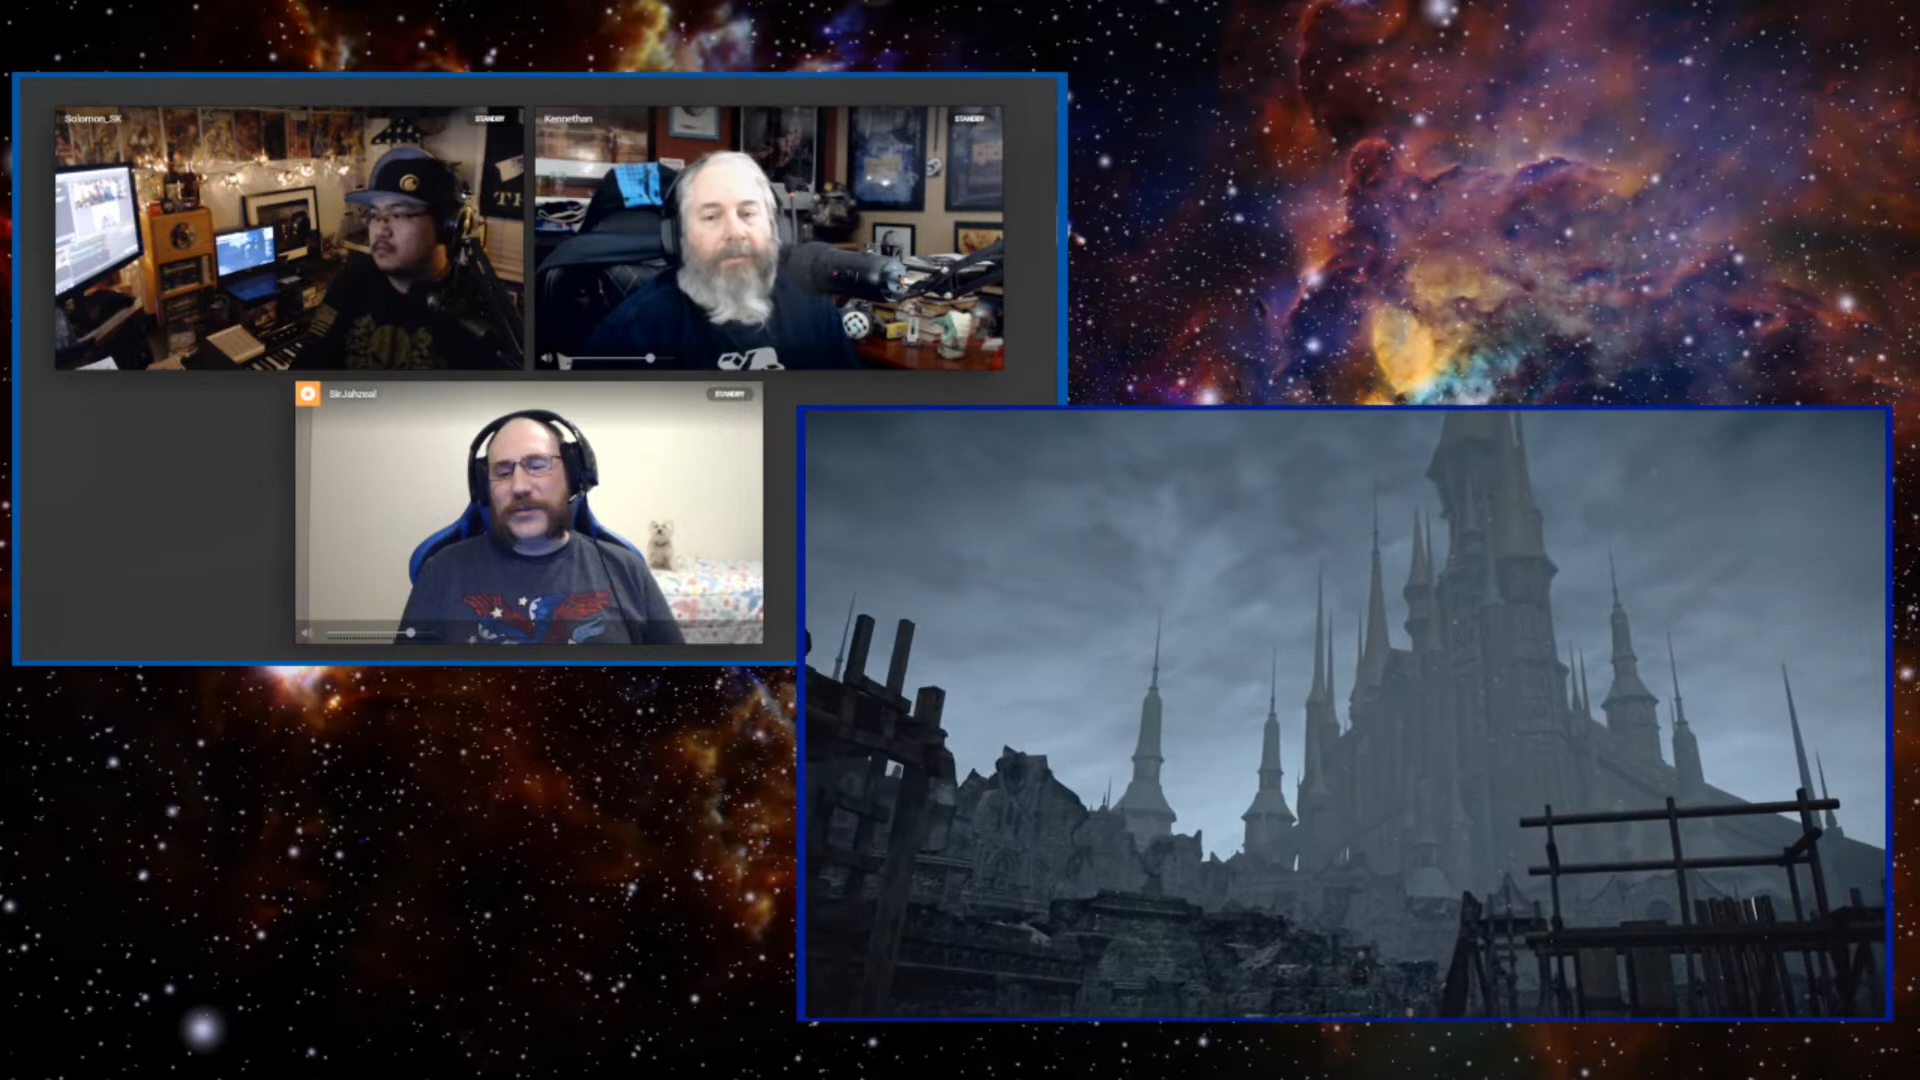 Solomon_SK
STANDBY
Kennethan
STANDBY
SirJahzeal
STANDBY